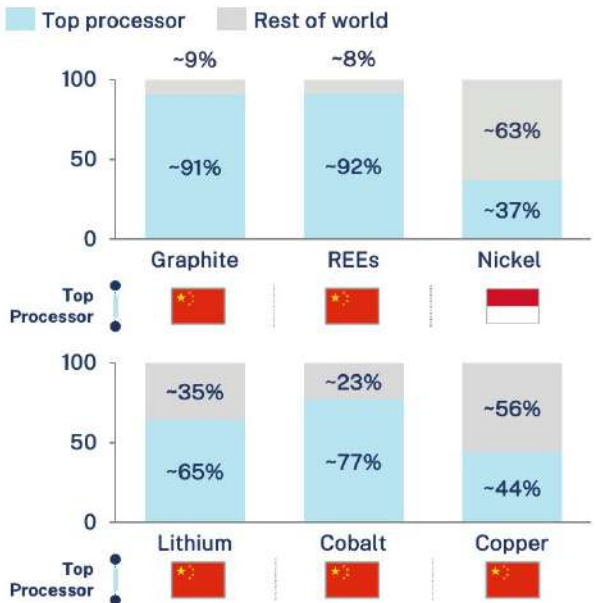 Top processor Rest of world
~9% ~8%
100
~63%
~91% ~92%
50
~37%
0
Graphite REEs Nickel
Top
Processor
100
~35% ~23% ~56%
50
~65% ~77% ~44%
0
Lithium Cobalt Copper
Top
Processor